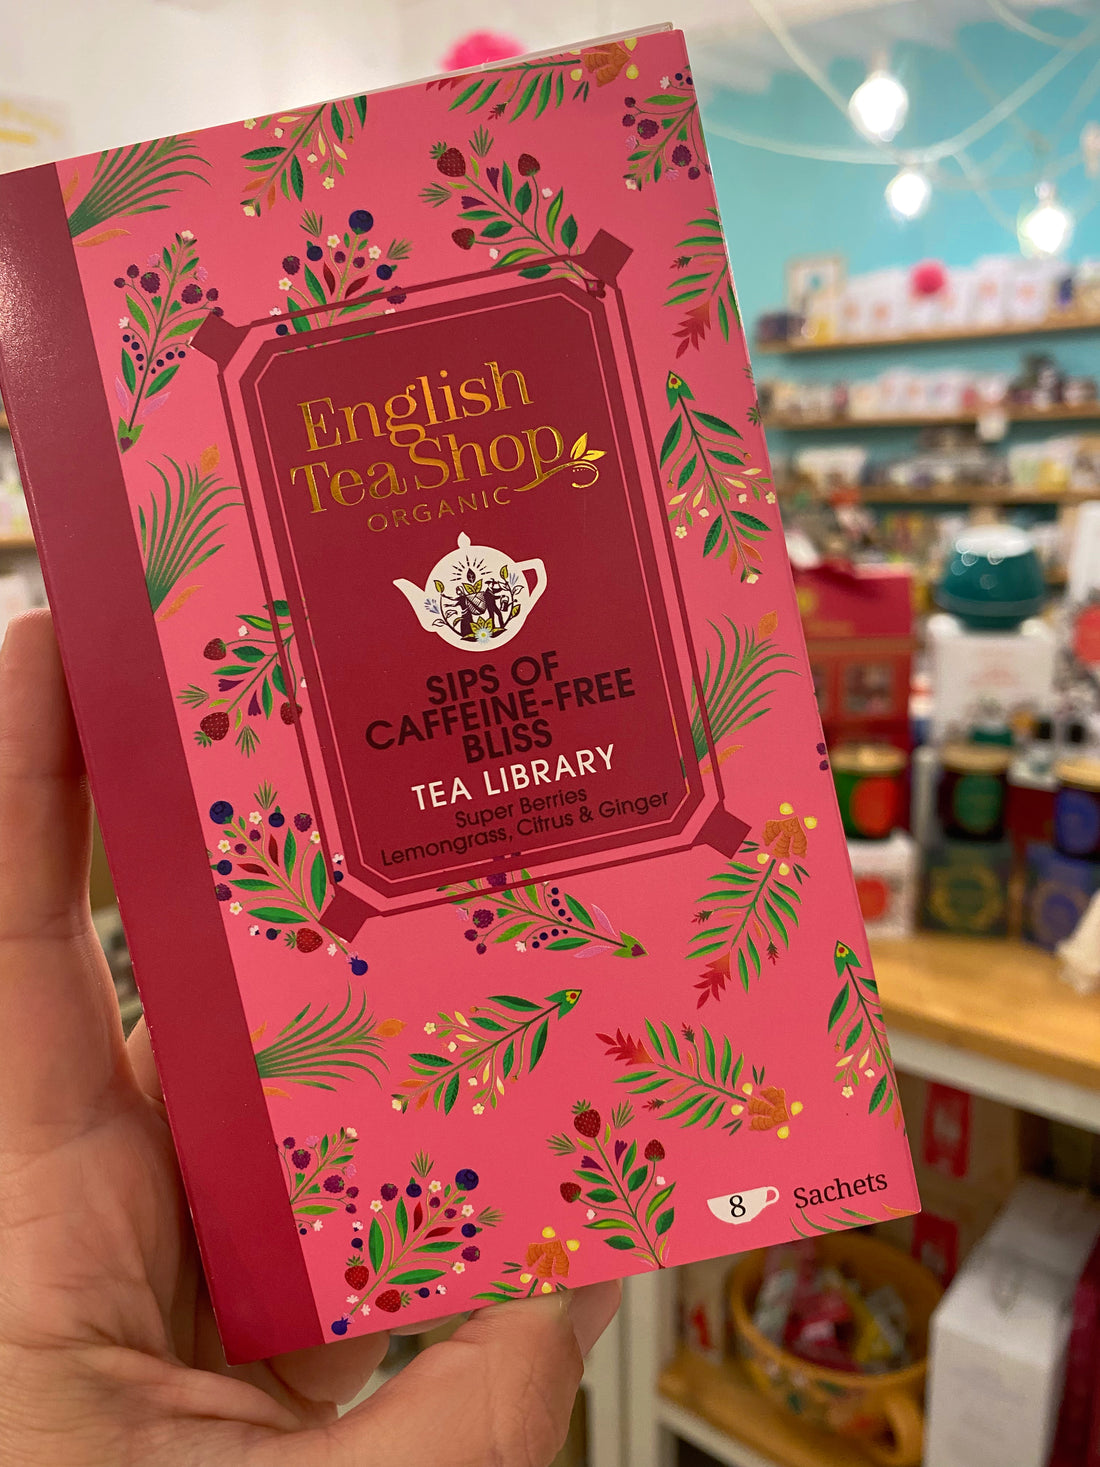 English
Tea Shop
ORGANIC
SIPS OF
CAFFEINE-FREE
BLISS
TEA LIBRARY
Super Berries
Lemongrass, Citrus & Ginger
8 Sachets